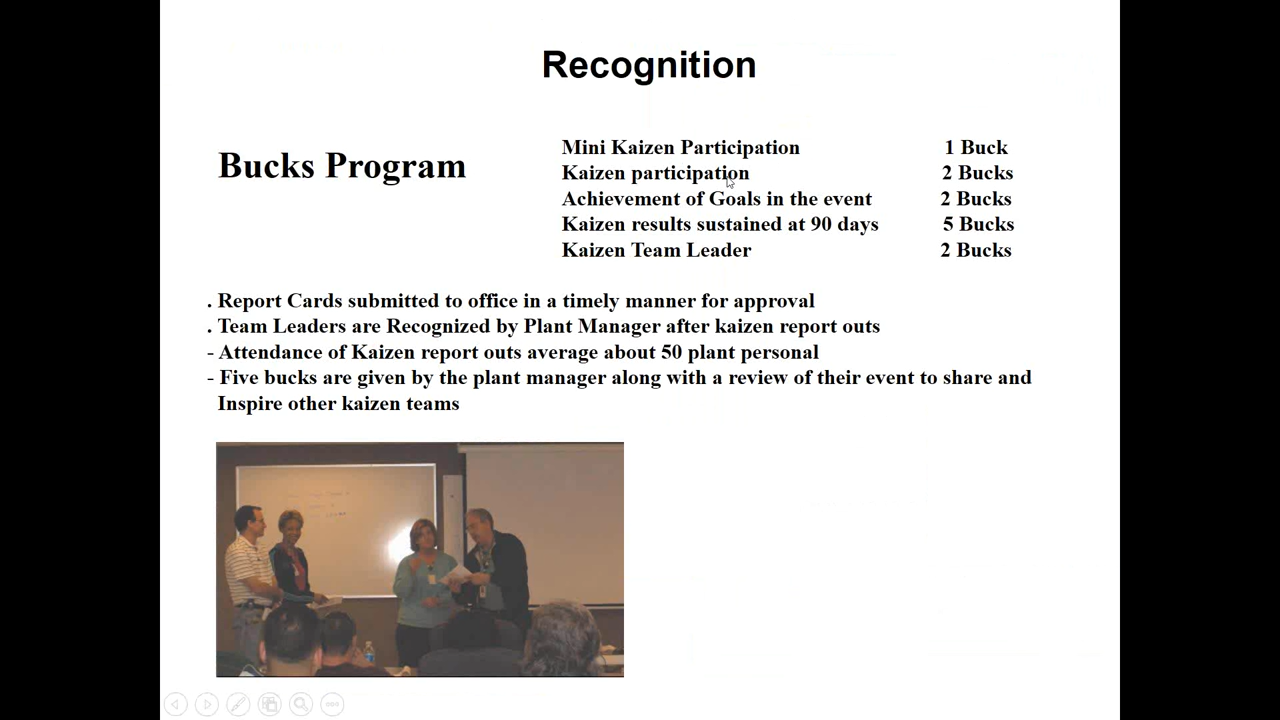 Recognition
Bucks Program
Mini Kaizen Participation 1 Buck
Kaizen participation 2 Bucks
Achievement of Goals in the event 2 Bucks
Kaizen results sustained at 90 days 5 Bucks
Kaizen Team Leader 2 Bucks
. Report Cards submitted to office in a timely manner for approval
. Team Leaders are Recognized by Plant Manager after kaizen report outs
- Attendance of Kaizen report outs average about 50 plant personal
- Five bucks are given by the plant manager along with a review of their event to share and
Inspire other kaizen teams